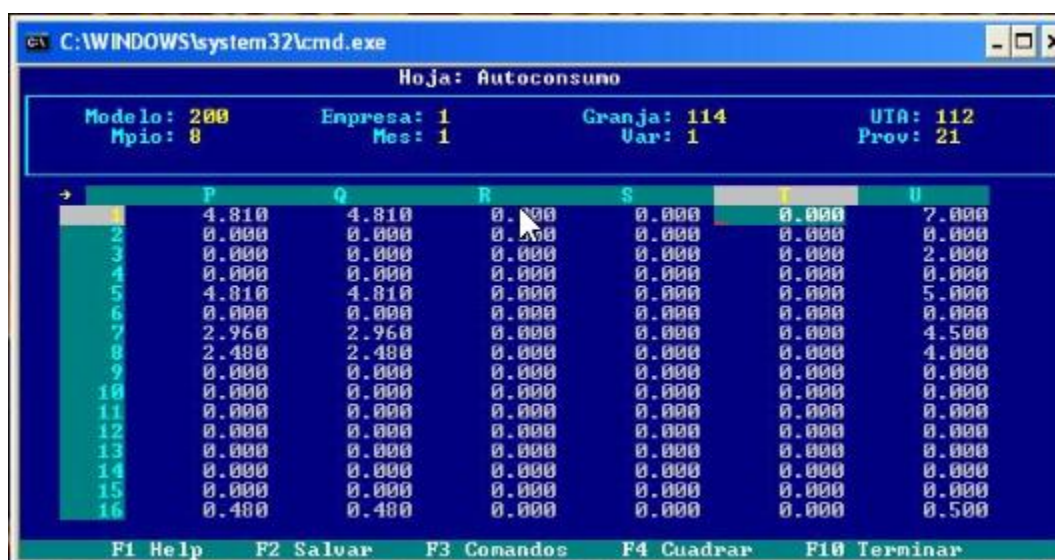 C:\WINDOWS\system32\cmd.exe
Hoja: Autoconsumo
Modelo: 200 Empresa: 1 Granja: 114 UTA: 112
Mpio: 8 Mes: 1 Var: 1 Prov: 21
P Q R S T U
1 4.810 4.810 0.000 0.000 0.000 7.000
2 0.000 0.000 0.000 0.000 0.000 0.000
3 0.000 0.000 0.000 0.000 0.000 2.000
4 0.000 0.000 0.000 0.000 0.000 0.000
5 4.810 4.810 0.000 0.000 0.000 5.000
6 0.000 0.000 0.000 0.000 0.000 0.000
7 2.960 2.960 0.000 0.000 0.000 4.500
8 2.480 2.480 0.000 0.000 0.000 4.000
9 0.000 0.000 0.000 0.000 0.000 0.000
10 0.000 0.000 0.000 0.000 0.000 0.000
11 0.000 0.000 0.000 0.000 0.000 0.000
12 0.000 0.000 0.000 0.000 0.000 0.000
13 0.000 0.000 0.000 0.000 0.000 0.000
14 0.000 0.000 0.000 0.000 0.000 0.000
15 0.000 0.000 0.000 0.000 0.000 0.000
16 0.480 0.480 0.000 0.000 0.000 0.500
F1 Help F2 Salvar F3 Comandos F4 Cuadrar F10 Terminar